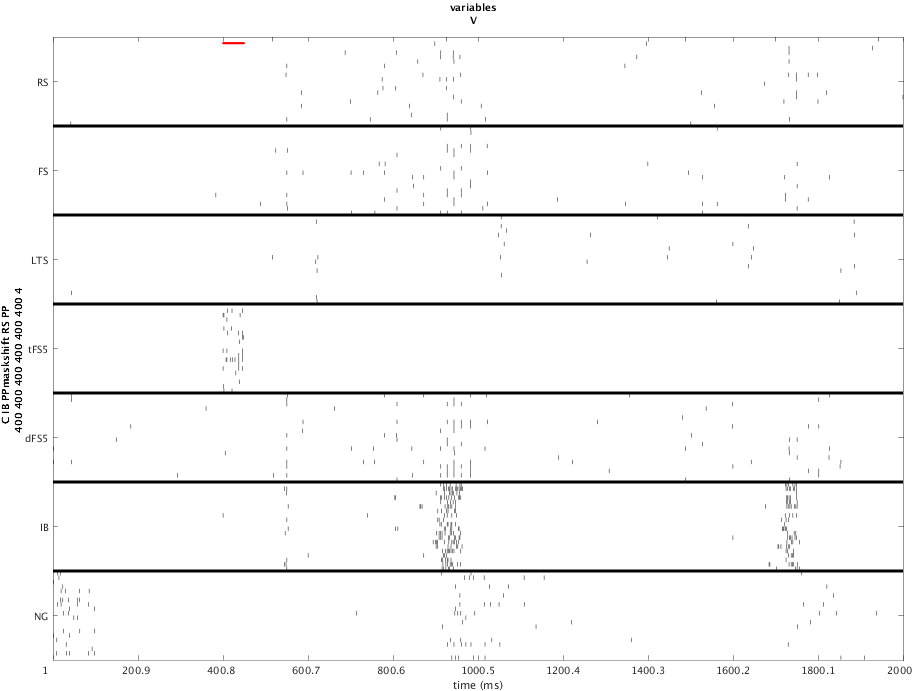 variables
V
RS
FS
LTS
tFS5
dFS5
IB
NG
C IB PPmaskshift RS PP
400 400 400 400 400 400 4
1
200.9
400.8
600.7
800.6
1000.5
1200.4
1400.3
1600.2
1800.1
2000
time (ms)